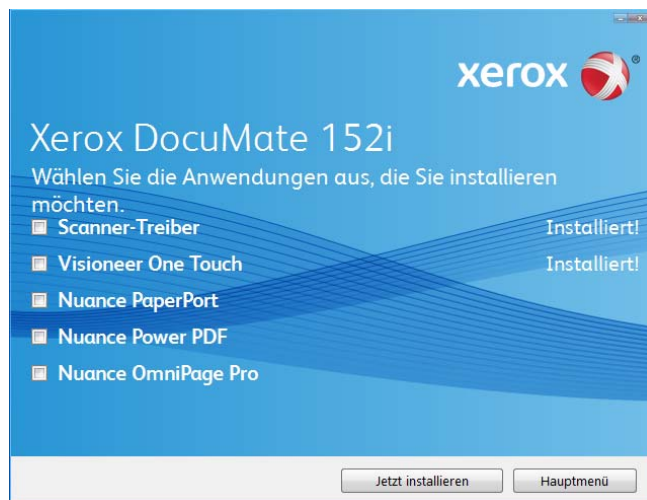 xerox
Xerox DocuMate 152i
Wählen Sie die Anwendungen aus, die Sie installieren
möchten.
Scanner-Treiber Installiert!
Visioneer One Touch Installiert!
Nuance PaperPort
Nuance Power PDF
Nuance OmniPage Pro
Jetzt installieren Hauptmenü